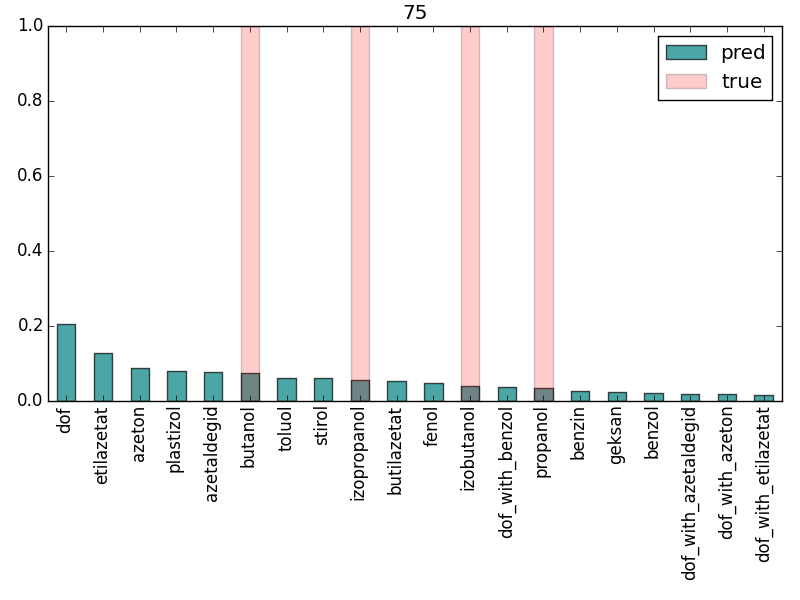 75
1.0
0.8
0.6
0.4
0.2
0.0
pred
true
dof
etilazetat
azeton
plastizol
azetaldegid
butanol
toluol
stirol
izopropanol
butilazetat
fenol
izobutanol
dof_with_benzol
propanol
benzin
geksan
benzol
dof_with_azetaldegid
dof_with_azeton
dof_with_etilazetat